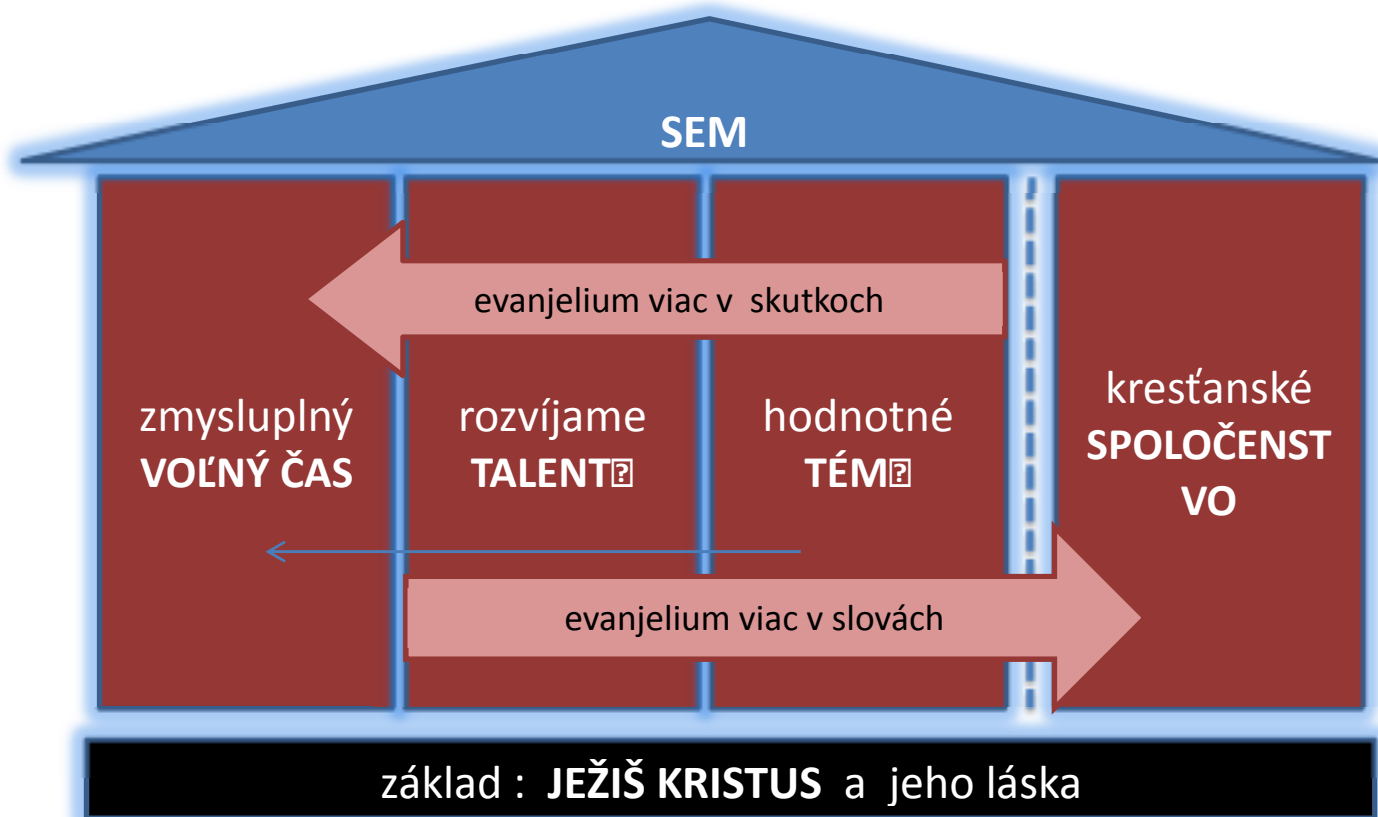 SEM
evanjelium viac v skutkoch
zmysluplný
VOĽNÝ ČAS
rozvíjame
TALENT�
hodnotné
TÉM�
kresťanské
SPOLOČENST
VO
evanjelium viac v slovách
základ : JEŽIŠ KRISTUS a jeho láska